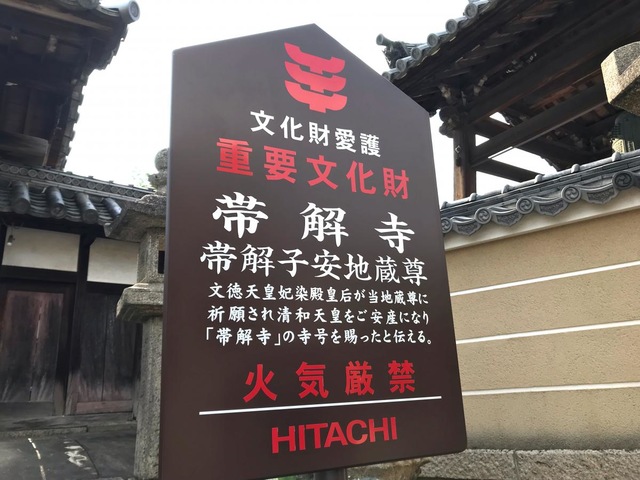 文化財愛護
重要文化財
帯解寺
帯解子安地蔵尊
文徳天皇妃染殿皇后が当地蔵尊に
祈願され清和天皇をご安産になり
「帯解寺」の寺号を賜ったと伝える。
火気厳禁
HITACHI